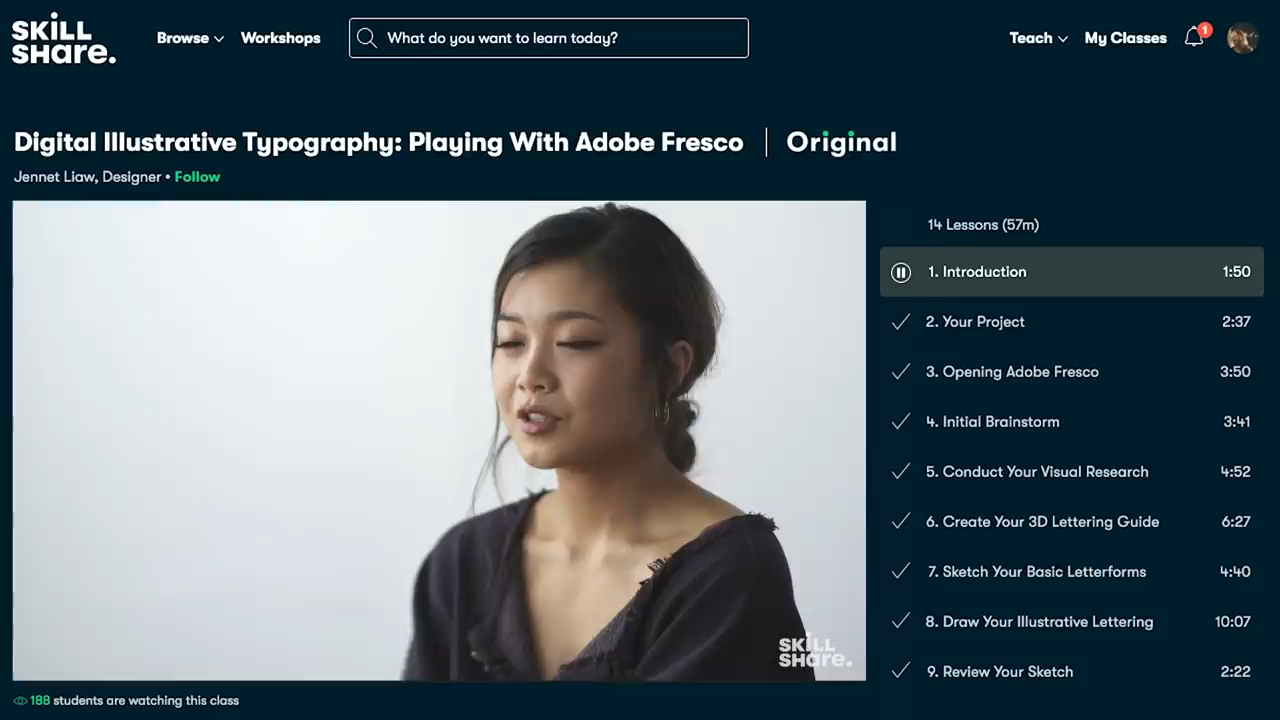 SKILL
SHare.
Browse
Workshops
What do you want to learn today?
Teach
My Classes
1
Digital Illustrative Typography: Playing With Adobe Fresco | Original
Jennet Liaw, Designer • Follow
14 Lessons (57m)
1. Introduction 1:50
2. Your Project 2:37
3. Opening Adobe Fresco 3:50
4. Initial Brainstorm 3:41
5. Conduct Your Visual Research 4:52
6. Create Your 3D Lettering Guide 6:27
7. Sketch Your Basic Letterforms 4:40
8. Draw Your Illustrative Lettering 10:07
9. Review Your Sketch 2:22
SKILL
SHare.
188 students are watching this class